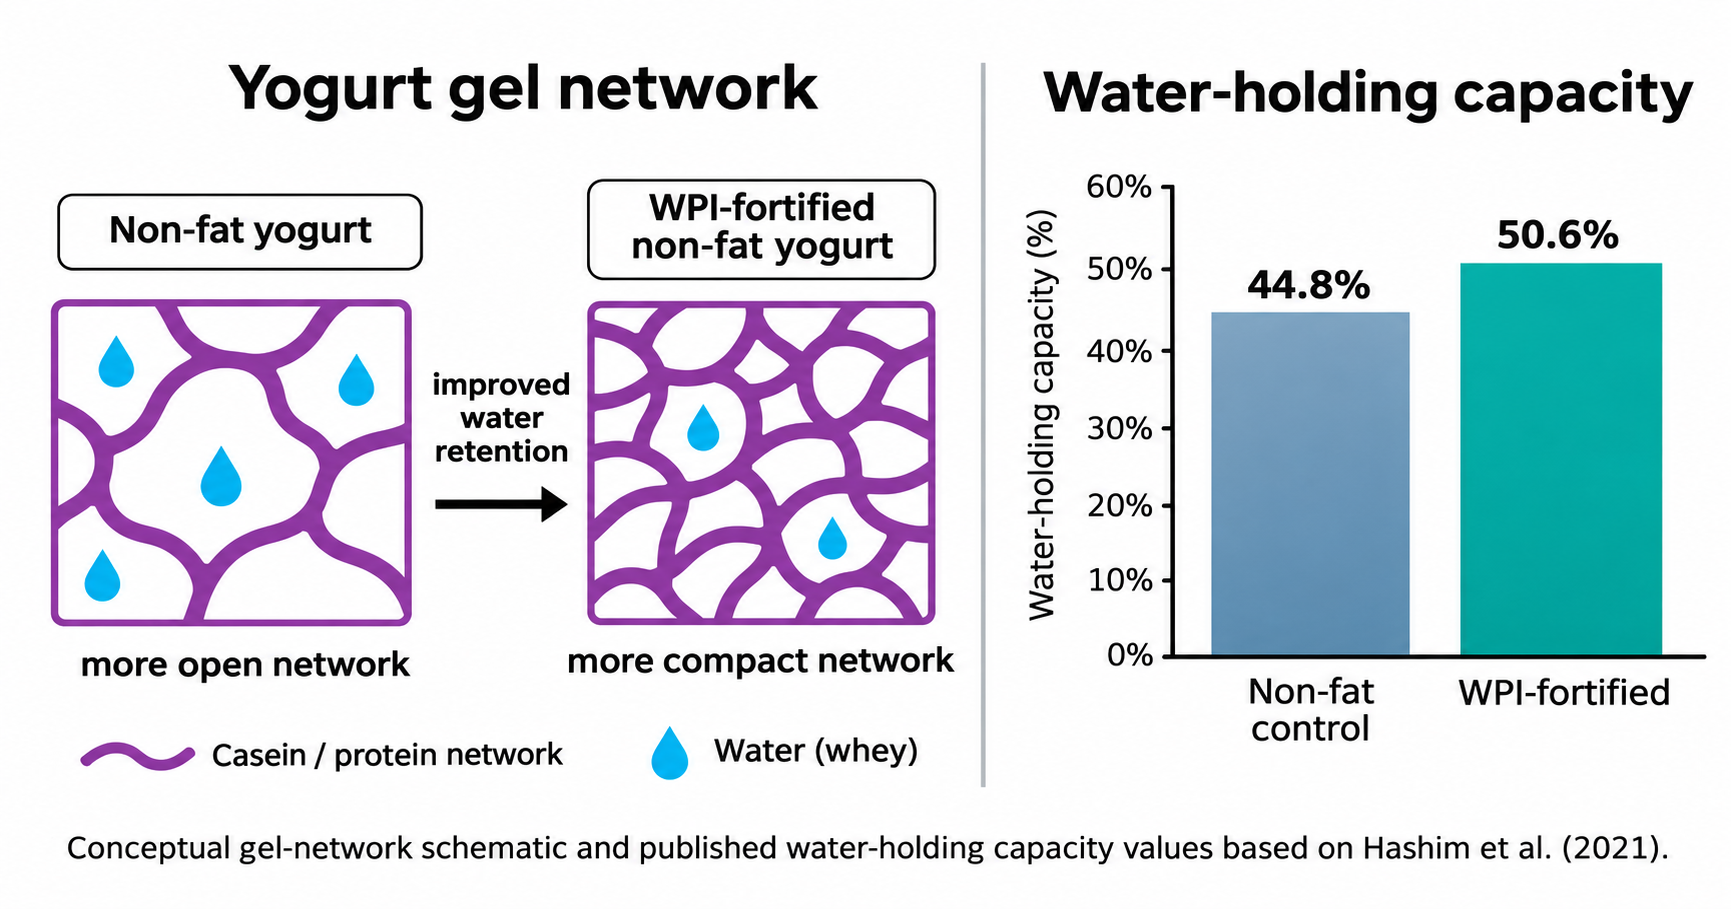 Yogurt gel network
Non-fat yogurt
WPI-fortified
non-fat yogurt
improved
water
retention
more open network
more compact network
Casein / protein network
Water (whey)
Water-holding capacity
Water-holding capacity (%)
60%
50%
40%
30%
20%
10%
0%
44.8%
50.6%
Non-fat
control
WPI-fortified
Conceptual gel-network schematic and published water-holding capacity values based on Hashim et al. (2021).